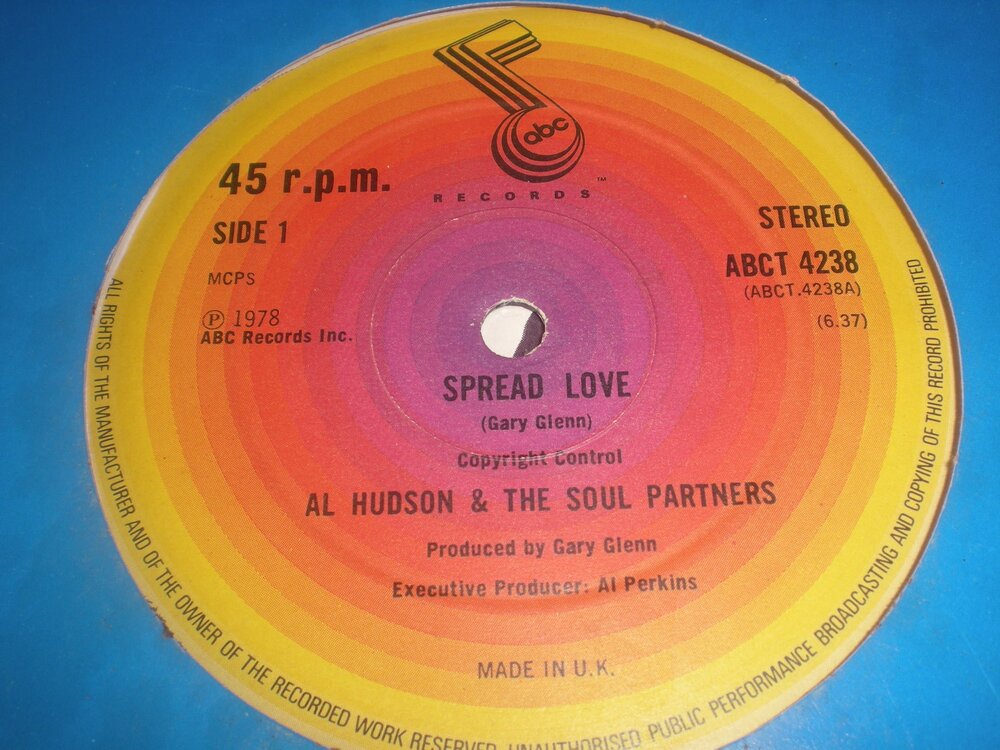 abc
RECORDS™
45 r.p.m.
SIDE 1
MCPS
℗ 1978
ABC Records Inc.
STEREO
ABCT 4238
(ABCT.4238A)
(6.37)
SPREAD LOVE
(Gary Glenn)
Copyright Control
AL HUDSON & THE SOUL PARTNERS
Produced by Gary Glenn
Executive Producer: Al Perkins
MADE IN U.K.
ALL RIGHTS OF THE MANUFACTURER AND OF THE OWNER OF THE RECORDED WORK RESERVED UNAUTHORISED PUBLIC PERFORMANCE BROADCASTING AND COPYING OF THIS RECORD PROHIBITED